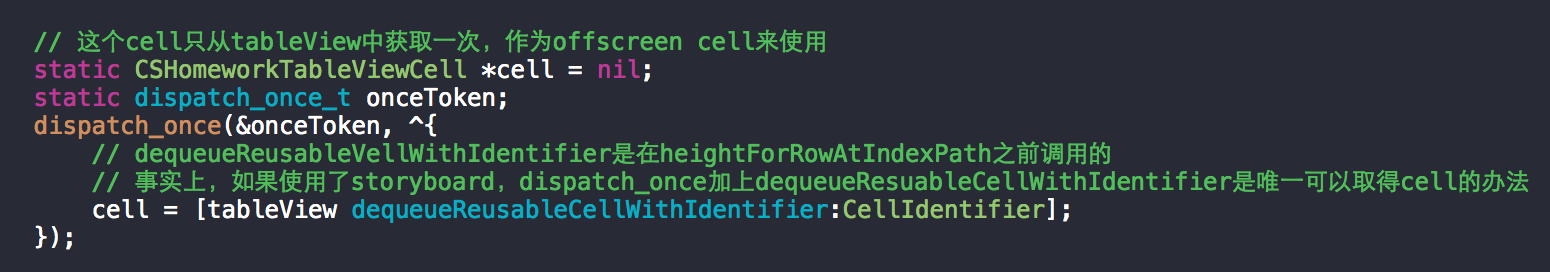 // 这个cell只从tableView中获取一次，作为offscreen cell来使用
static CSHomeworkTableViewCell *cell = nil;
static dispatch_once_t onceToken;
dispatch_once(&onceToken, ^{
    // dequeueReusableVellWithIdentifier是在heightForRowAtIndexPath之前调用的
    // 事实上，如果使用了storyboard，dispatch_once加上dequeueResuableCellWithIdentifier是唯一可以取得cell的办法
    cell = [tableView dequeueReusableCellWithIdentifier:CellIdentifier];
});